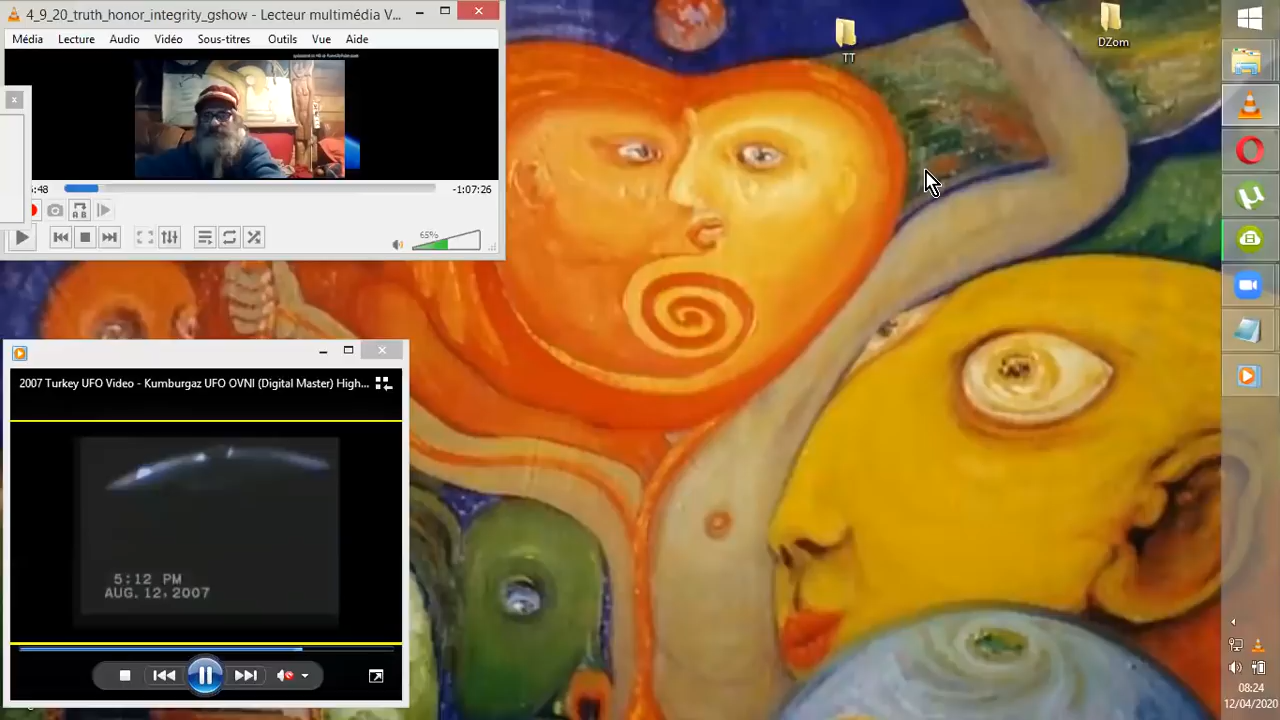 4_9_20_truth_honor_integrity_gshow - Lecteur multimédia V...
Média Lecture Audio Vidéo Sous-titres Outils Vue Aide
:48
-1:07:26
65%
2007 Turkey UFO Video - Kumburgaz UFO OVNI (Digital Master) High...
5:12 PM
AUG.12,2007
TT
DZom
08:24
12/04/2020